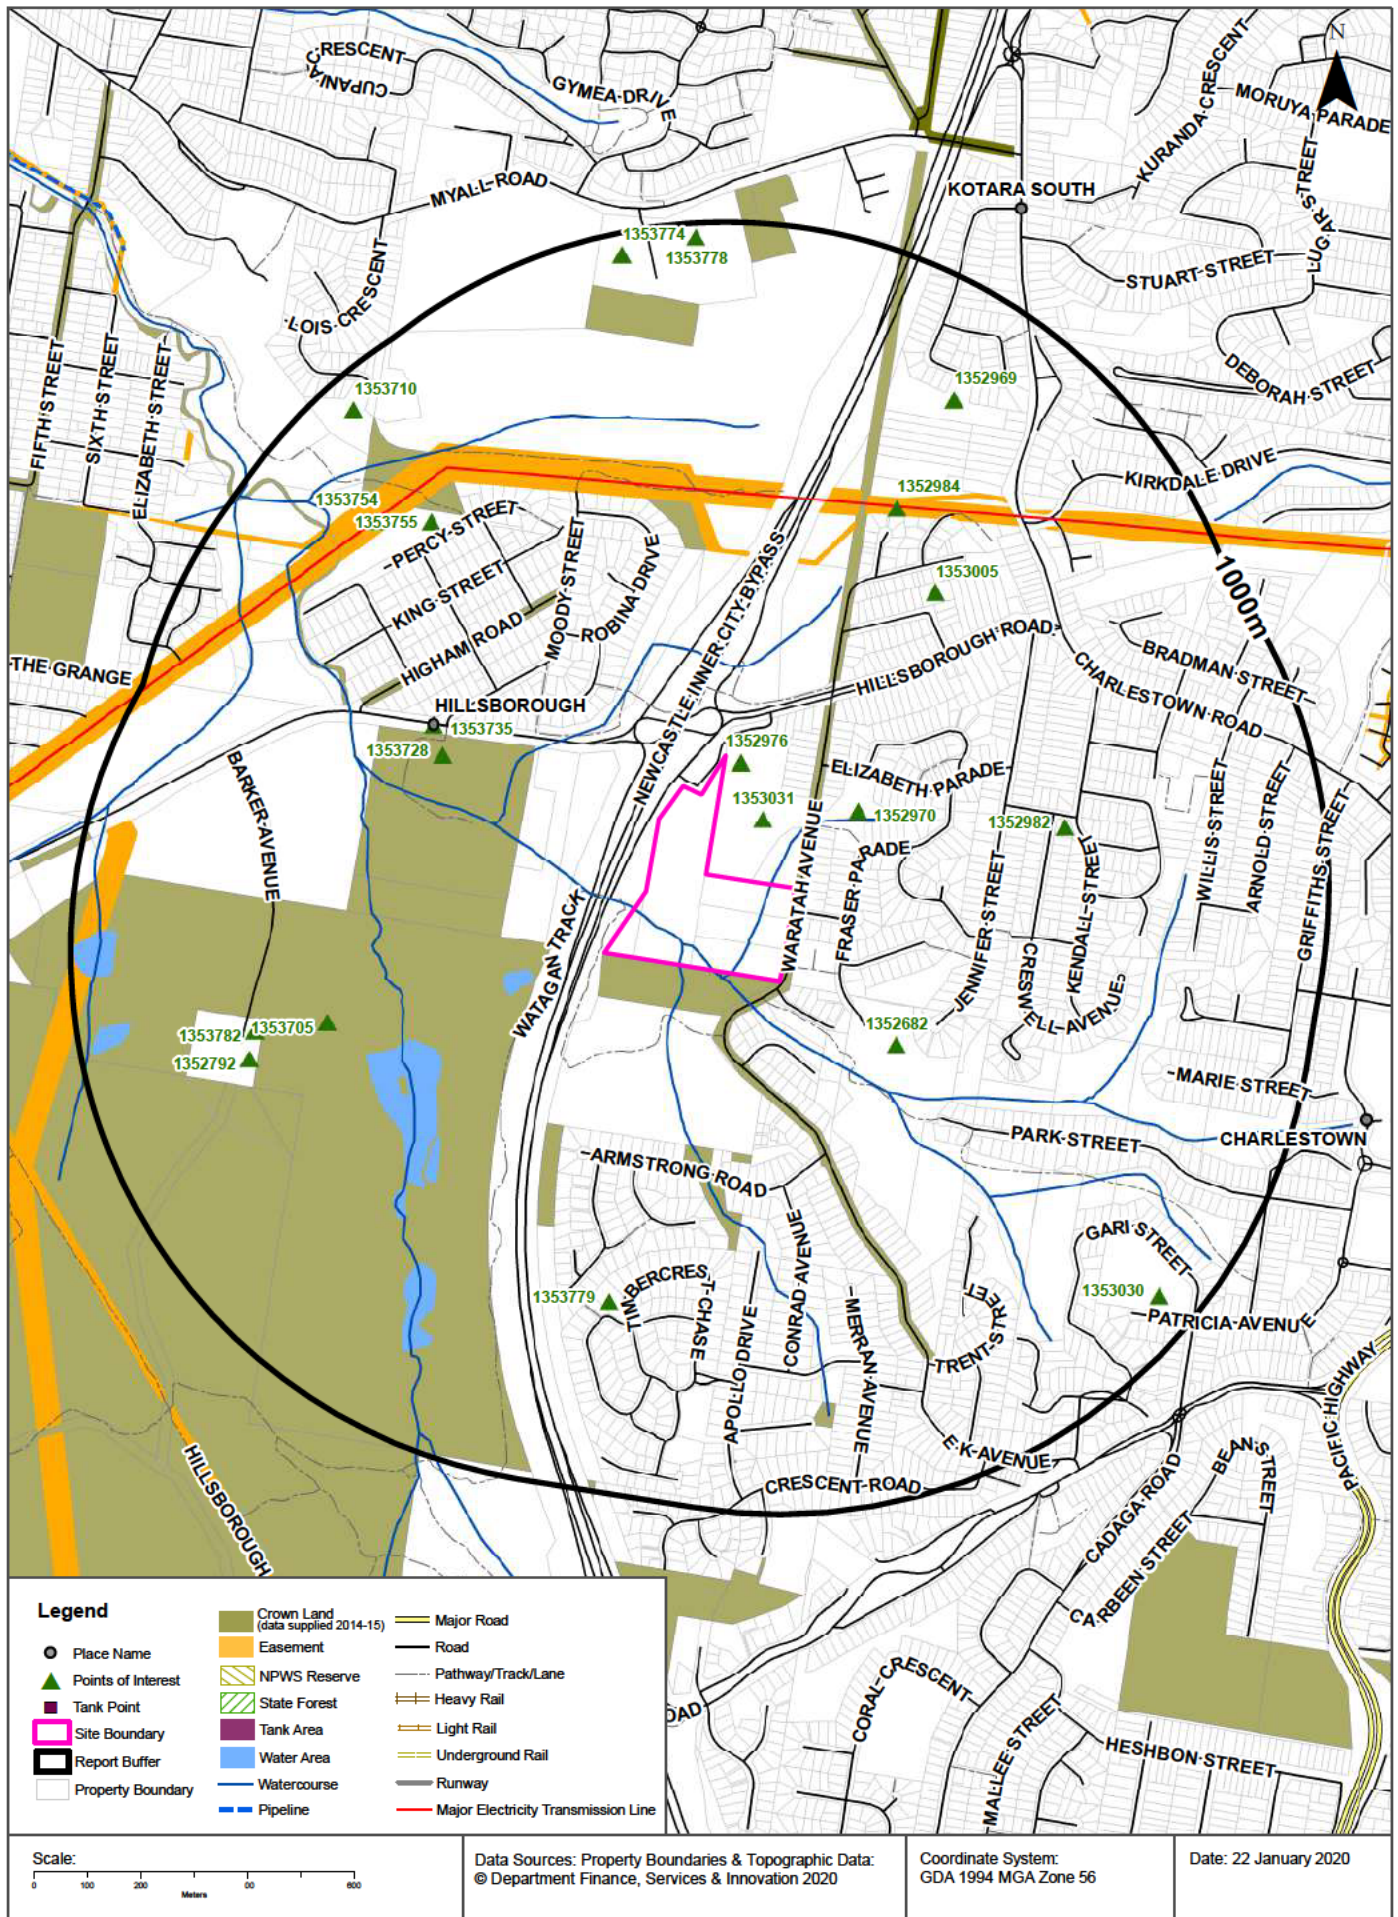 N
CRESCENT
CUPANIA
GYMEA DRIVE
MYALL ROAD
KURANDA CRESCENT
MORUYA PARADE
KOTARA SOUTH
LUGAR STREET
STUART STREET
DEBORAH STREET
LOIS CRESCENT
1353774
1353778
FIFTH STREET
SIXTH STREET
ELIZABETH STREET
1353710
1352969
KIRKDALE DRIVE
1353754
1353755
1352984
PERCY STREET
KING STREET
HIGHAM ROAD
MOODY STREET
ROBINA DRIVE
NEWCASTLE INNER CITY BYPASS
1353005
1000m
HILLSBOROUGH ROAD
BRADMAN STREET
CHARLESTOWN ROAD
THE GRANGE
HILLSBOROUGH
1353735
1353728
1352976
1353031
ELIZABETH PARADE
1352970
1352982
BARKER AVENUE
WARATAH AVENUE
FRASER PARADE
JENNIFER STREET
KENDALL STREET
CRESWELL AVENUE
WILLIS STREET
ARNOLD STREET
GRIFFITHS STREET
WATAGAN TRACK
1353782
1353705
1352792
1352682
MARIE STREET
PARK STREET
CHARLESTOWN
ARMSTRONG ROAD
GARI STREET
1353030
PATRICIA AVENUE
1353779
TIMBERCREST CHASE
APOLLO DRIVE
CONRAD AVENUE
MERRAN AVENUE
TRENT STREET
E K AVENUE
CRESCENT ROAD
PACIFIC HIGHWAY
BEAN STREET
CADAGA ROAD
CARBEEN STREET
HILLSBOROUGH
OAD
CORAL CRESCENT
MALLEE STREET
HESHBON STREET
Legend
Place Name
Points of Interest
Tank Point
Site Boundary
Report Buffer
Property Boundary
Crown Land
(data supplied 2014-15)
Easement
NPWS Reserve
State Forest
Tank Area
Water Area
Watercourse
Pipeline
Major Road
Road
Pathway/Track/Lane
Heavy Rail
Light Rail
Underground Rail
Runway
Major Electricity Transmission Line
Scale:
0 100 200 00 600
Meters
Data Sources: Property Boundaries & Topographic Data:
© Department Finance, Services & Innovation 2020
Coordinate System:
GDA 1994 MGA Zone 56
Date: 22 January 2020